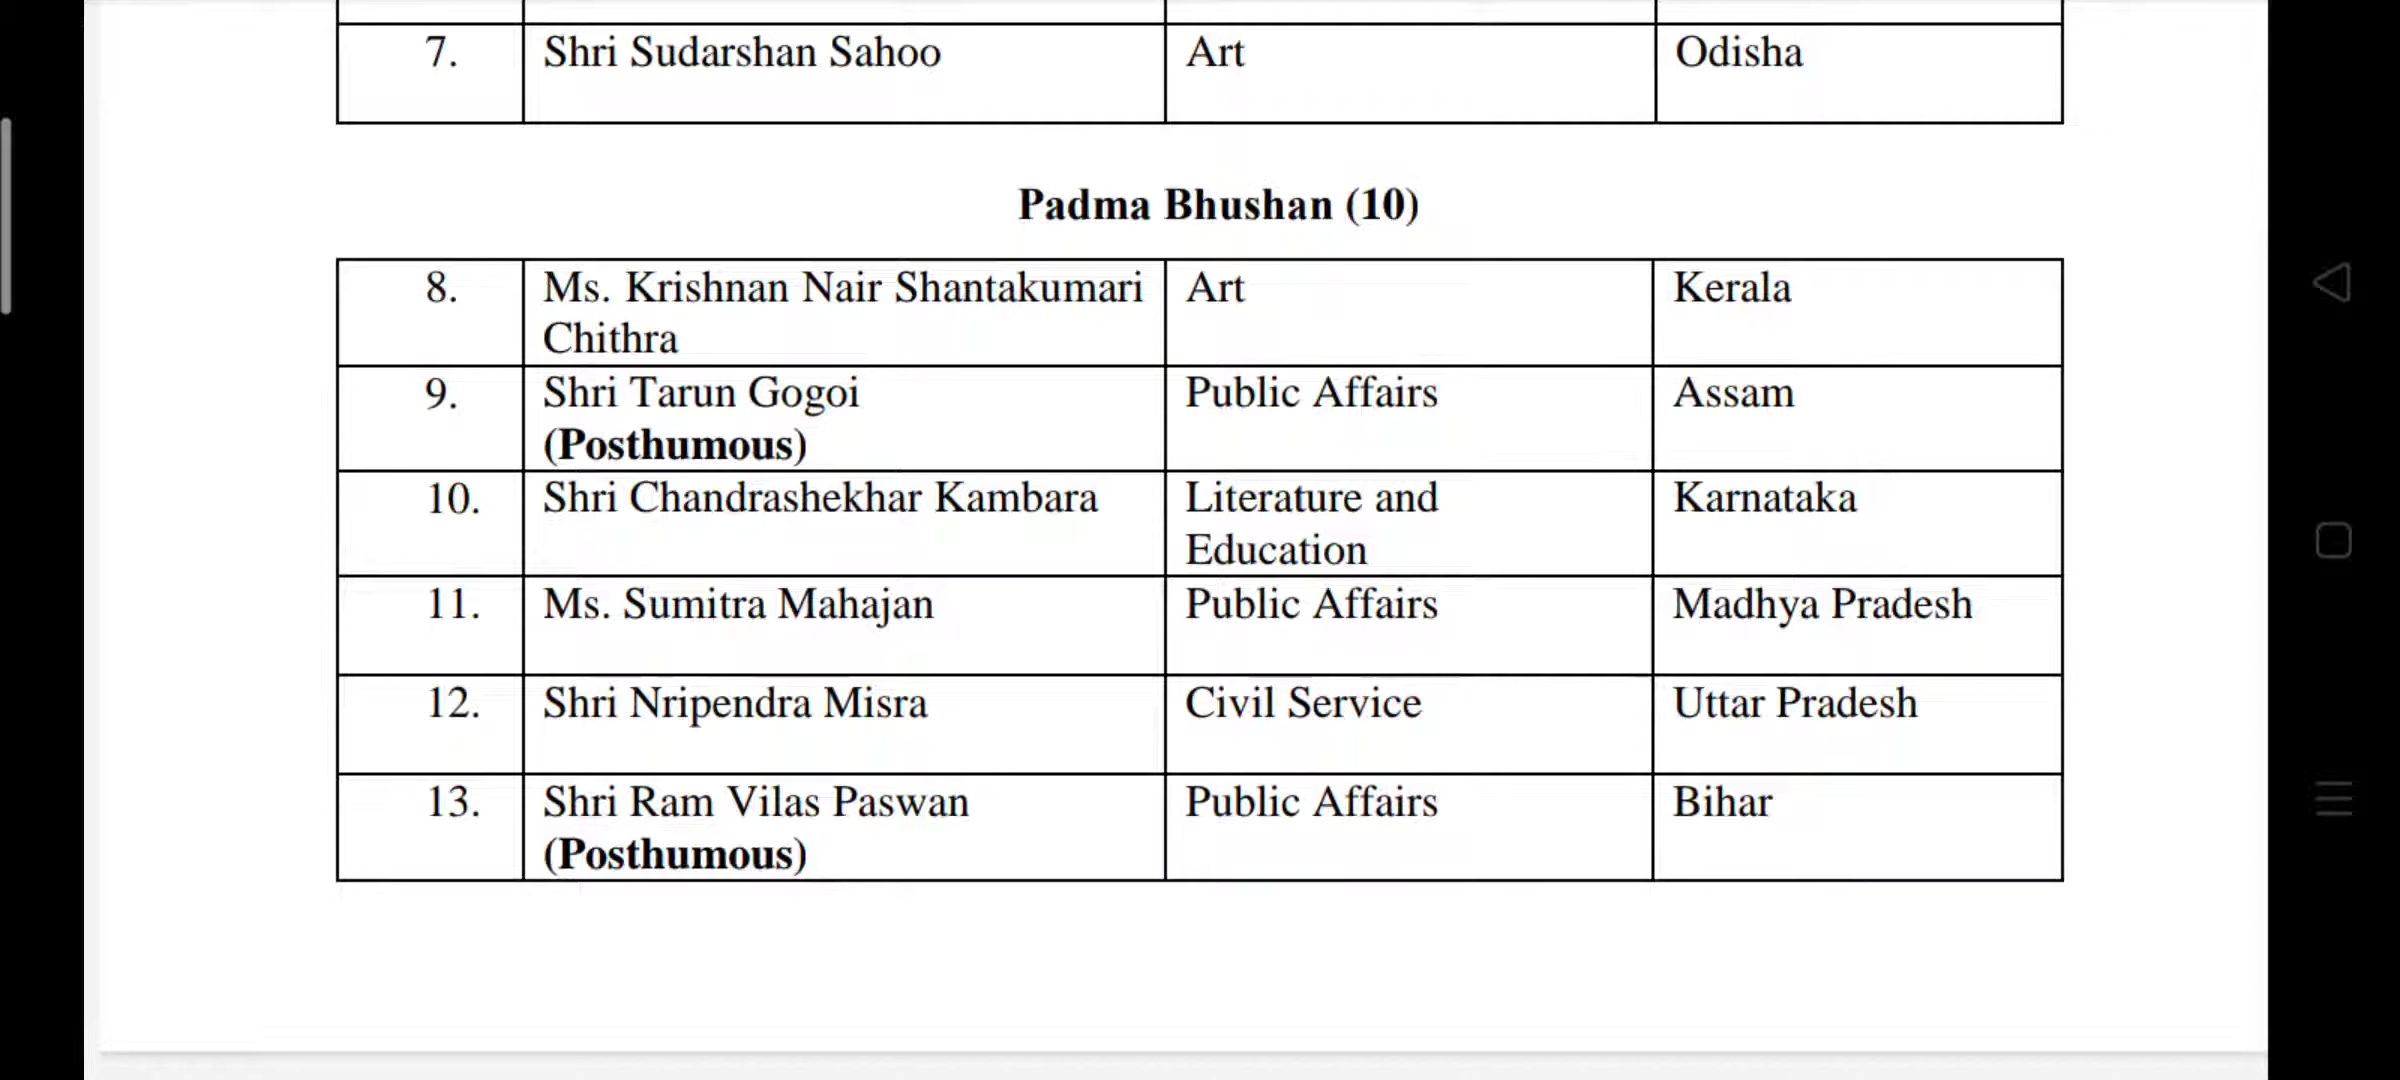 7. Shri Sudarshan Sahoo Art Odisha
Padma Bhushan (10)
8. Ms. Krishnan Nair Shantakumari Art Kerala
Chithra
9. Shri Tarun Gogoi Public Affairs Assam
(Posthumous)
10. Shri Chandrashekhar Kambara Literature and Karnataka
Education
11. Ms. Sumitra Mahajan Public Affairs Madhya Pradesh
12. Shri Nripendra Misra Civil Service Uttar Pradesh
13. Shri Ram Vilas Paswan Public Affairs Bihar
(Posthumous)